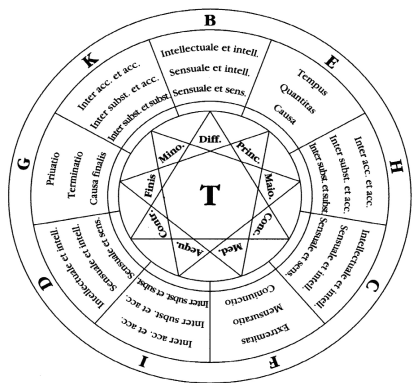 B
Intellectuale et intell.
Sensuale et intell.
Sensuale et sens.
E
Tempus
Quantitas
Causa
H
Inter acc. et acc.
Inter subst. et acc.
Inter subst et subst
C
Intellectuale et intell.
Sensuale et intell.
Sensuale et sens.
F
Extremitas
Mensuratio
Coniunctio
I
Inter acc. et acc.
Inter subst. et acc.
Inter subst et subst.
D
Intellectuale et intell.
Sensuale et intell.
Sensuale et sens.
G
Priuatio
Terminatio
Causa finalis
K
Inter acc. et acc.
Inter subst. et acc.
Inter subst et subst
Diff.
Princ.
Maio.
Conc.
Med.
Aequ.
Contr.
Finis
Mino.
T